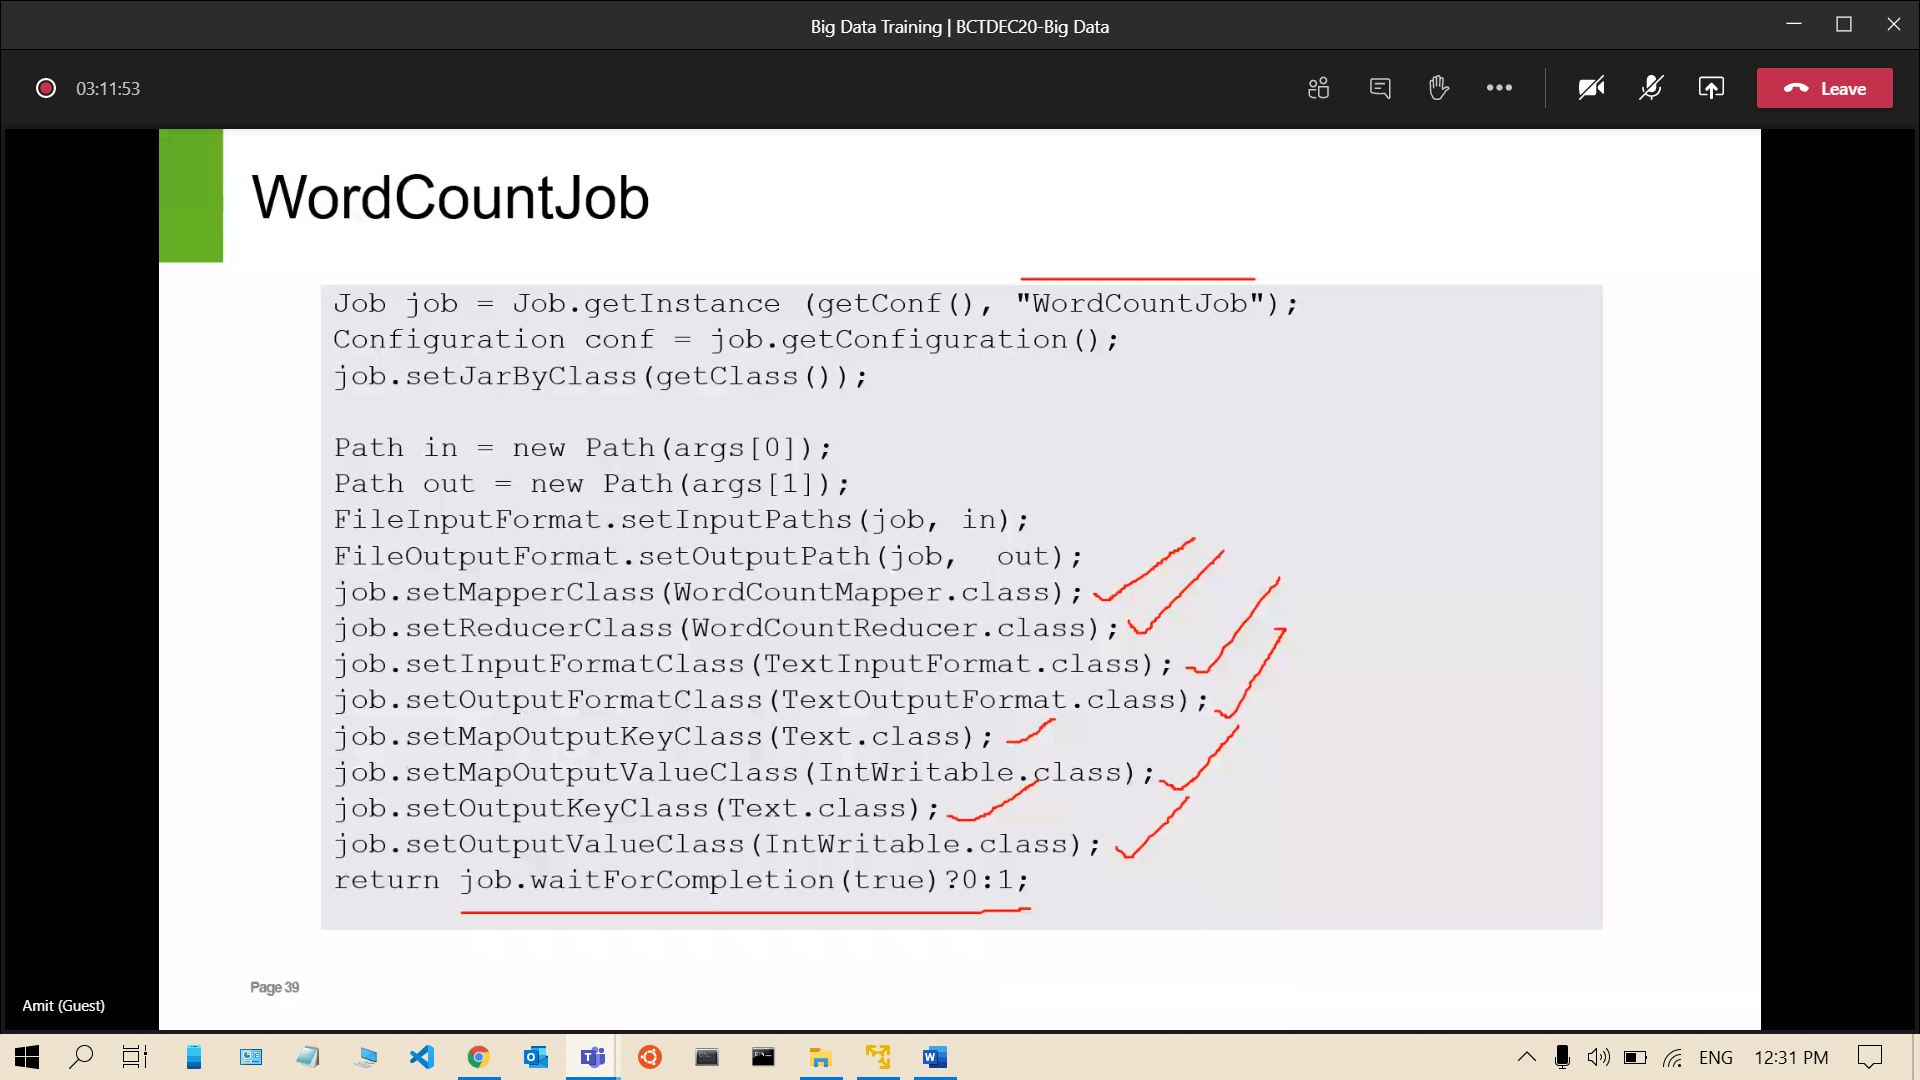 Big Data Training | BCTDEC20-Big Data
03:11:53
Leave
WordCountJob
Job job = Job.getInstance (getConf(), "WordCountJob");
Configuration conf = job.getConfiguration();
job.setJarByClass(getClass());
Path in = new Path(args[0]);
Path out = new Path(args[1]);
FileInputFormat.setInputPaths(job, in);
FileOutputFormat.setOutputPath(job, out);
job.setMapperClass(WordCountMapper.class);
job.setReducerClass(WordCountReducer.class);
job.setInputFormatClass(TextInputFormat.class);
job.setOutputFormatClass(TextOutputFormat.class);
job.setMapOutputKeyClass(Text.class);
job.setMapOutputValueClass(IntWritable.class);
job.setOutputKeyClass(Text.class);
job.setOutputValueClass(IntWritable.class);
return job.waitForCompletion(true)?0:1;
Page 39
Amit (Guest)
ENG 12:31 PM